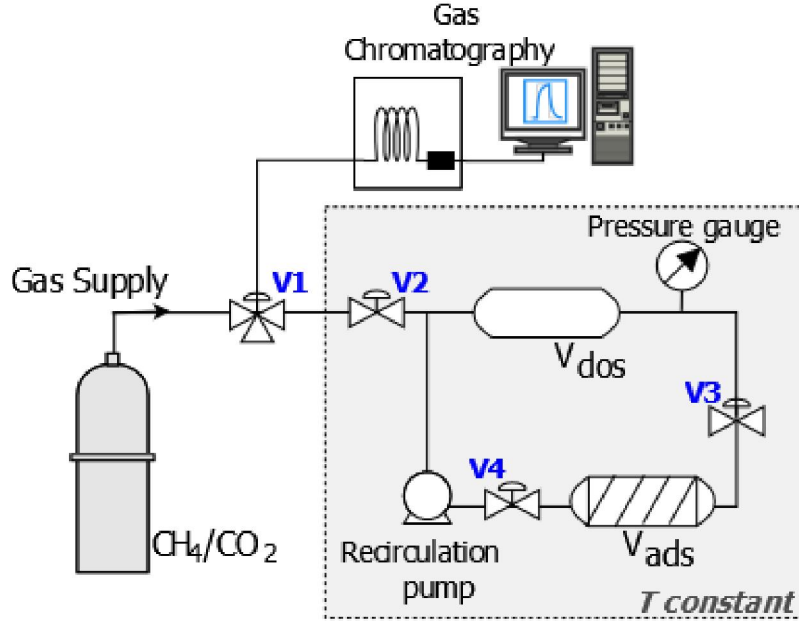 Gas
Chromatography
Pressure gauge
Gas Supply
V1
V2
Vdos
V3
V4
CH4/CO2
Recirculation
pump
Vads
T constant